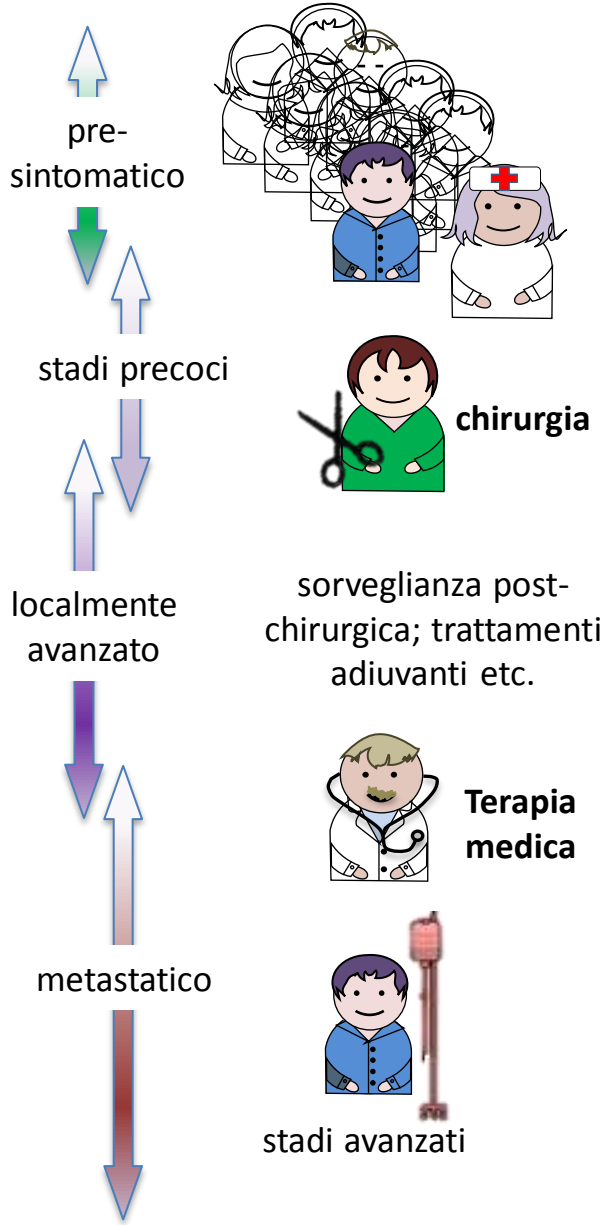 pre-
sintomatico
stadi precoci
chirurgia
localmente
avanzato
sorveglianza post-
chirurgica; trattamenti
adiuvanti etc.
Terapia
medica
metastatico
stadi avanzati